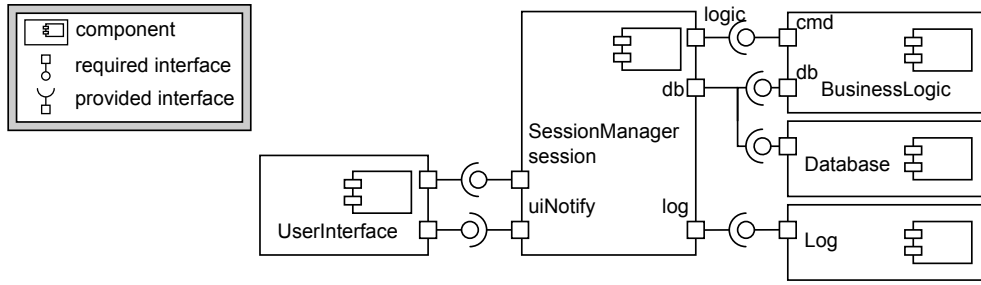 component
required interface
provided interface
logic
cmd
db
db
BusinessLogic
SessionManager
session
Database
uiNotify
log
UserInterface
Log